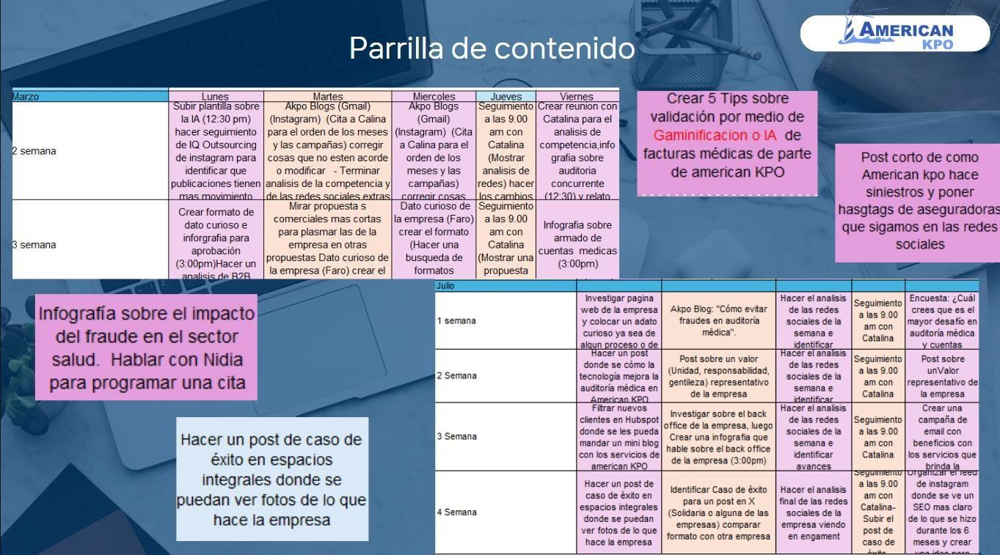 Parrilla de contenido
AMERICAN
KPO
Marzo
Lunes
Martes
Miercoles
Jueves
Viernes
2 semana
Subir plantilla sobre
la IA (12:30 pm)
hacer seguimiento
de IQ Outsourcing
de instagram para
identificar que
publicaciones tienen
mas movimiento
Akpo Blogs (Gmail)
(Instagram) (Cita a Calina
para el orden de los meses
y las campañas) corregir
cosas que no esten acorde
o modificar - Terminar
analisis de la competencia y
de las redes sociales extras
Akpo Blogs
(Gmail)
(Instagram) (Cita
a Calina para el
orden de los
meses y las
campañas)
corregir cosas
Seguimiento
a las 9.00
am con
Catalina
(Mostrar
analisis de
redes) hacer
los cambios
Crear reunion con
Catalina para el
analisis de
competencia,info
grafia sobre
auditoria
concurrente
(12:30) y relato
3 semana
Crear formato de
dato curioso e
inforgrafia para
aprobación
(3:00pm)Hacer un
analisis de B2B
Mirar propuesta s
comerciales mas cortas
para plasmar las de la
empresa en otras
propuestas Dato curioso de
la empresa (Faro) crear el
Dato curioso de
la empresa (Faro)
crear el formato
(Hacer una
busqueda de
formatos
Seguimiento
a las 9.00
am con
Catalina
(Mostrar una
propuesta
Infografia sobre
armado de
cuentas medicas
(3:00pm)
Crear 5 Tips sobre
validación por medio de
Gaminificacion o IA de
facturas médicas de parte
de american KPO
Post corto de como
American kpo hace
siniestros y poner
hasgtags de aseguradoras
que sigamos en las redes
sociales
Infografía sobre el impacto
del fraude en el sector
salud. Hablar con Nidia
para programar una cita
Hacer un post de caso de
éxito en espacios
integrales donde se
puedan ver fotos de lo que
hace la empresa
Julio
1 semana
Investigar pagina
web de la empresa
y colocar un adato
curioso ya sea de
algun proceso o de
Akpo Blog: "Cómo evitar
fraudes en auditoría
médica".
Hacer el analisis
de las redes
sociales de la
semana e
identificar
Seguimiento
a las 9.00
am con
Catalina
Encuesta: ¿Cuál
crees que es el
mayor desafío en
auditoría médica
y cuentas
2 Semana
Hacer un post
donde se cómo la
tecnología mejora la
auditoría médica en
American KPO
Post sobre un valor
(Unidad, responsabilidad,
gentileza) representativo
de la empresa
Hacer el analisis
de las redes
sociales de la
semana e
identificar
Seguimiento
a las 9.00
am con
Catalina
Post sobre
unValor
representativo de
la empresa
3 Semana
Filtrar nuevos
clientes en Hubspot
donde se les pueda
mandar un mini blog
con los servicios de
american KPO
Investigar sobre el back
office de la empresa, luego
Crear una infografia que
hable sobre el back office
de la empresa (3:00pm)
Hacer el analisis
de las redes
sociales de la
semana e
identificar
avances
Seguimiento
a las 9.00
am con
Catalina
Crear una
campaña de
email con
beneficios con
los servicios que
brinda la
4 Semana
Hacer un post de
caso de éxito en
espacios integrales
donde se puedan
ver fotos de lo que
hace la empresa
Identificar Caso de éxito
para un post en X
(Solidaria o alguna de las
empresas) comparar
formato con otra empresa
Hacer el analisis
final de las redes
sociales de la
empresa viendo
en engament
Seguimiento
a las 9.00
am con
Catalina-
Subir el
post de
caso de
éxito
Organizar el feed
de instagram
donde se ve un
SEO mas claro
de lo que se hizo
durante los 6
meses y crear
una idea para